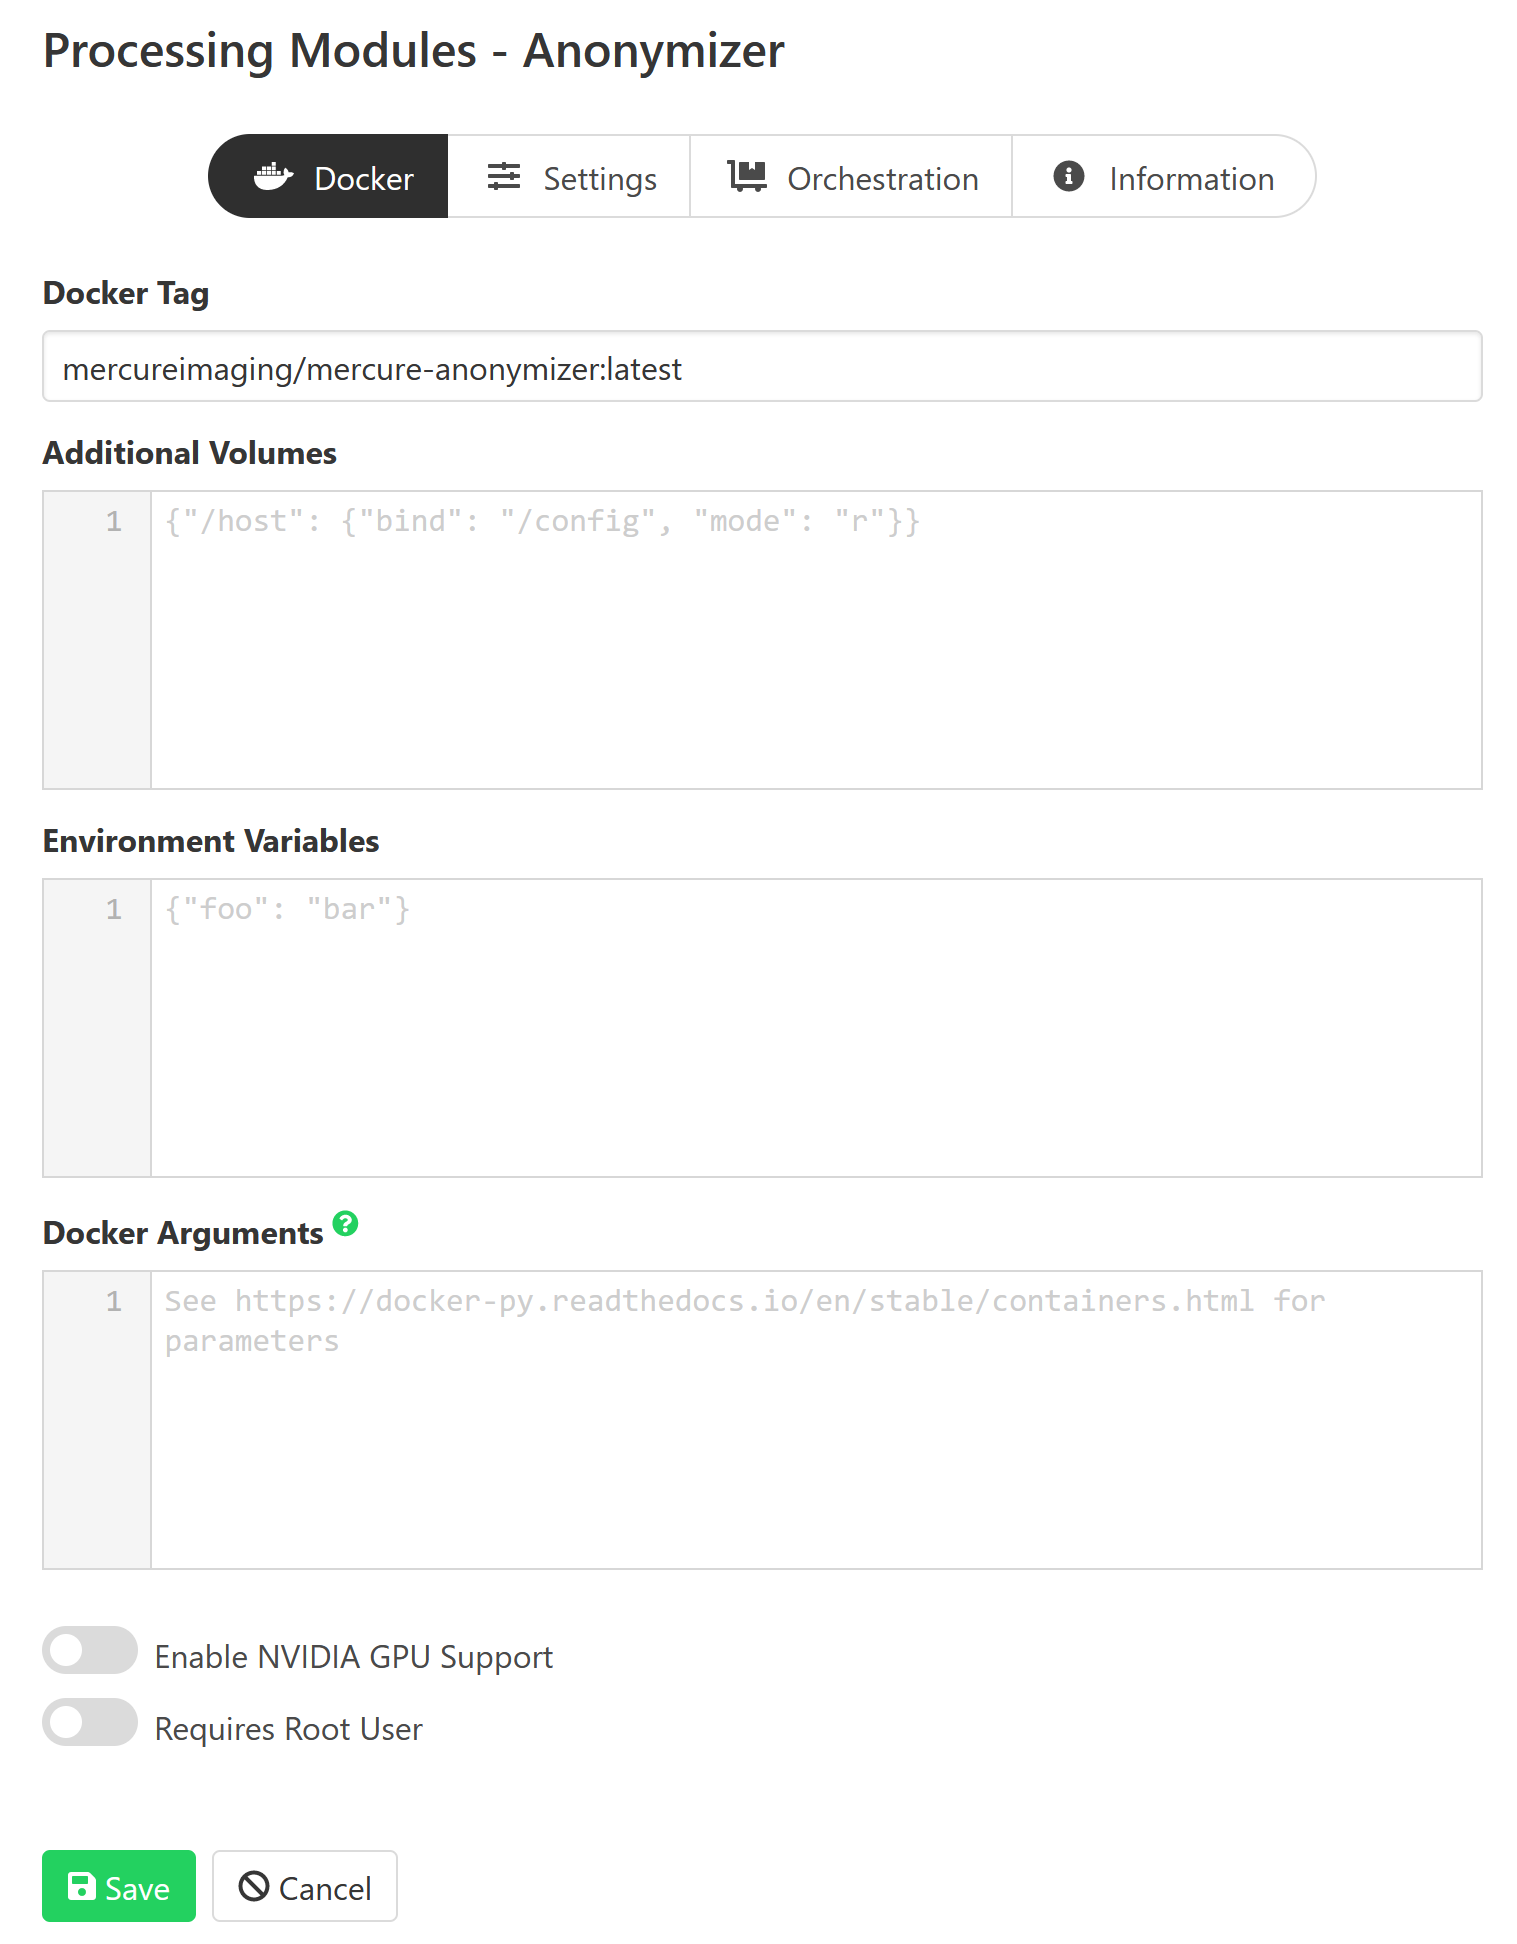 Processing Modules - Anonymizer
Docker
Settings
Orchestration
Information
Docker Tag
mercureimaging/mercure-anonymizer:latest
Additional Volumes
1
{"/host": {"bind": "/config", "mode": "r"}}
Environment Variables
1
{"foo": "bar"}
Docker Arguments ?
1
See https://docker-py.readthedocs.io/en/stable/containers.html for
parameters
Enable NVIDIA GPU Support
Requires Root User
Save
Cancel